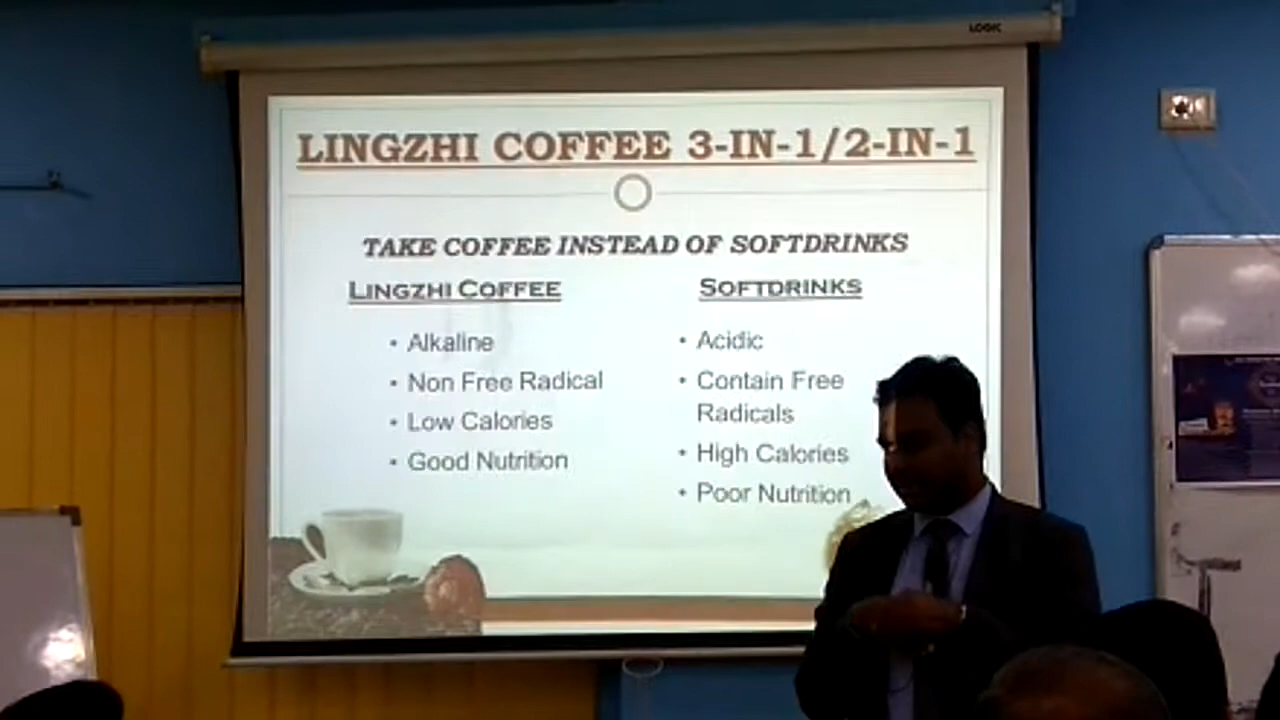 LOGIC
LINGZHI COFFEE 3-IN-1/2-IN-1
TAKE COFFEE INSTEAD OF SOFTDRINKS
LINGZHI COFFEE
• Alkaline
• Non Free Radical
• Low Calories
• Good Nutrition
SOFTDRINKS
• Acidic
• Contain Free
Radicals
• High Calories
• Poor Nutrition